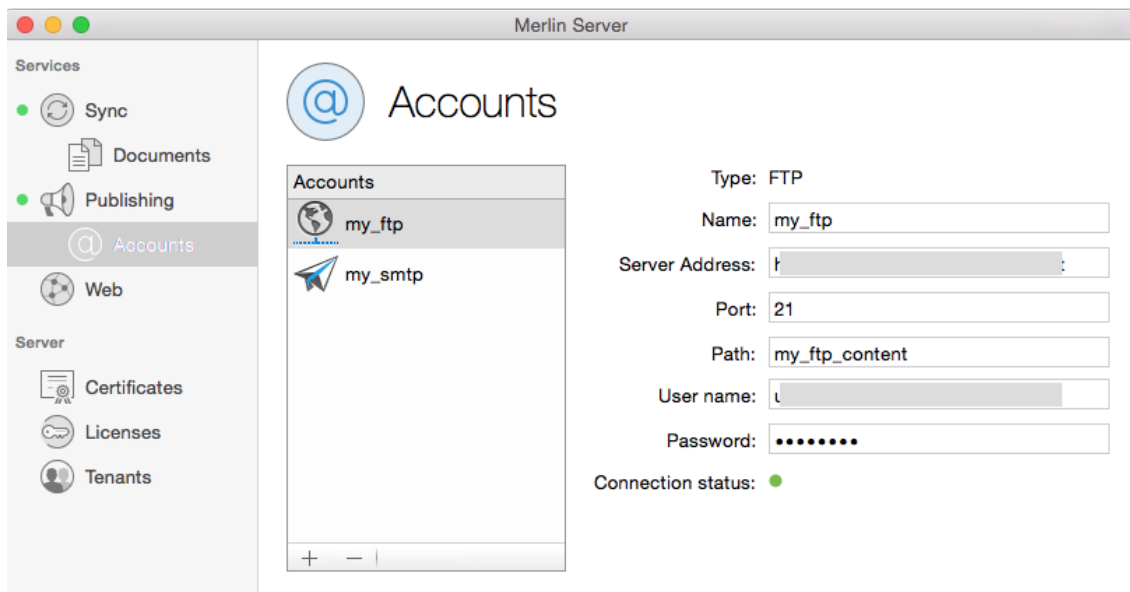 Merlin Server
Services
Sync
Documents
Publishing
Accounts
Web
Server
Certificates
Licenses
Tenants
Accounts
Accounts
my_ftp
my_smtp
Type: FTP
Name: my_ftp
Server Address:
Port: 21
Path: my_ftp_content
User name:
Password: ••••••••
Connection status: